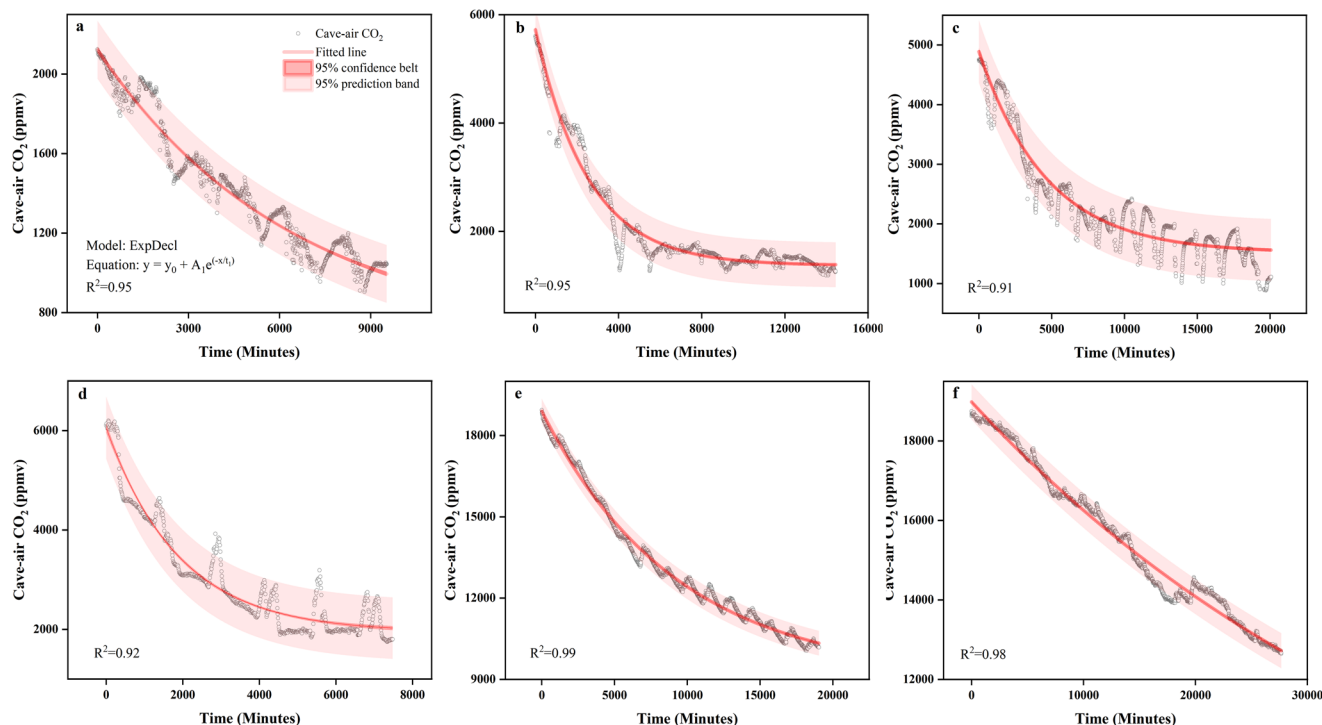 a
Cave-air CO₂
Fitted line
95% confidence belt
95% prediction band
Model: ExpDecl
Equation: y = y₀ + A₁e^(-x/t₁)
R²=0.95
2000
1600
1200
800
0
3000
6000
9000
Cave-air CO₂ (ppmv)
Time (Minutes)
b
R²=0.95
6000
4000
2000
0
4000
8000
12000
16000
Cave-air CO₂ (ppmv)
Time (Minutes)
c
R²=0.91
5000
4000
3000
2000
1000
0
5000
10000
15000
20000
Cave-air CO₂ (ppmv)
Time (Minutes)
d
R²=0.92
6000
4000
2000
0
2000
4000
6000
8000
Cave-air CO₂ (ppmv)
Time (Minutes)
e
R²=0.99
18000
15000
12000
9000
0
5000
10000
15000
20000
Cave-air CO₂ (ppmv)
Time (Minutes)
f
R²=0.98
18000
16000
14000
12000
0
10000
20000
30000
Cave-air CO₂ (ppmv)
Time (Minutes)